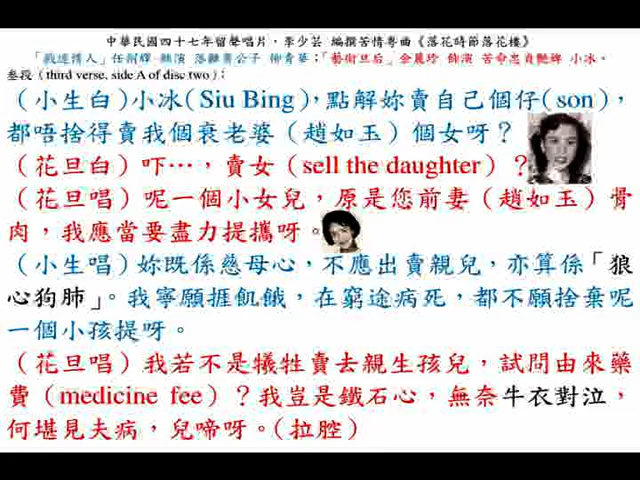 中華民國四十七年留聲唱片，李少芸 編撰苦情粵曲《落花時節落花樓》
「戲迷情人」任劍輝 飾演 落難貴公子 柳青華；「藝術旦后」金麗玲 飾演 苦命忠貞艷婢 小冰。
叁段（third verse, side A of disc two）：
（小生白）小冰(Siu Bing)，點解妳賣自己個仔(son)，
都唔捨得賣我個衰老婆（趙如玉）個女呀？
（花旦白）吓…，賣女（sell the daughter）？
（花旦唱）呢一個小女兒，原是您前妻（趙如玉）骨
肉，我應當要盡力提攜呀。
（小生唱）妳既係慈母心，不應出賣親兒，亦算係「狼
心狗肺」。我寧願捱飢餓，在窮途病死，都不願捨棄呢
一個小孩提呀。
（花旦唱）我若不是犧牲賣去親生孩兒，試問由來藥
費（medicine fee）？我豈是鐵石心，無奈牛衣對泣，
何堪見夫病，兒啼呀。（拉腔）